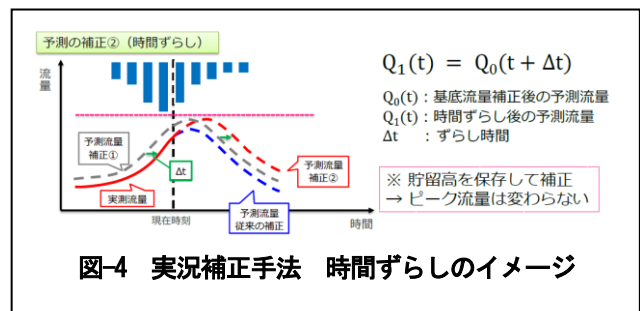 予測の補正②（時間ずらし）
流量
予測流量
補正①
Δt
実測流量
現在時刻
予測流量
従来の補正
予測流量
補正②
時間
Q₁(t) = Q₀(t + Δt)
Q₀(t)：基底流量補正後の予測流量
Q₁(t)：時間ずらし後の予測流量
Δt ：ずらし時間
※ 貯留高を保存して補正
→ ピーク流量は変わらない
図-4 実況補正手法 時間ずらしのイメージ